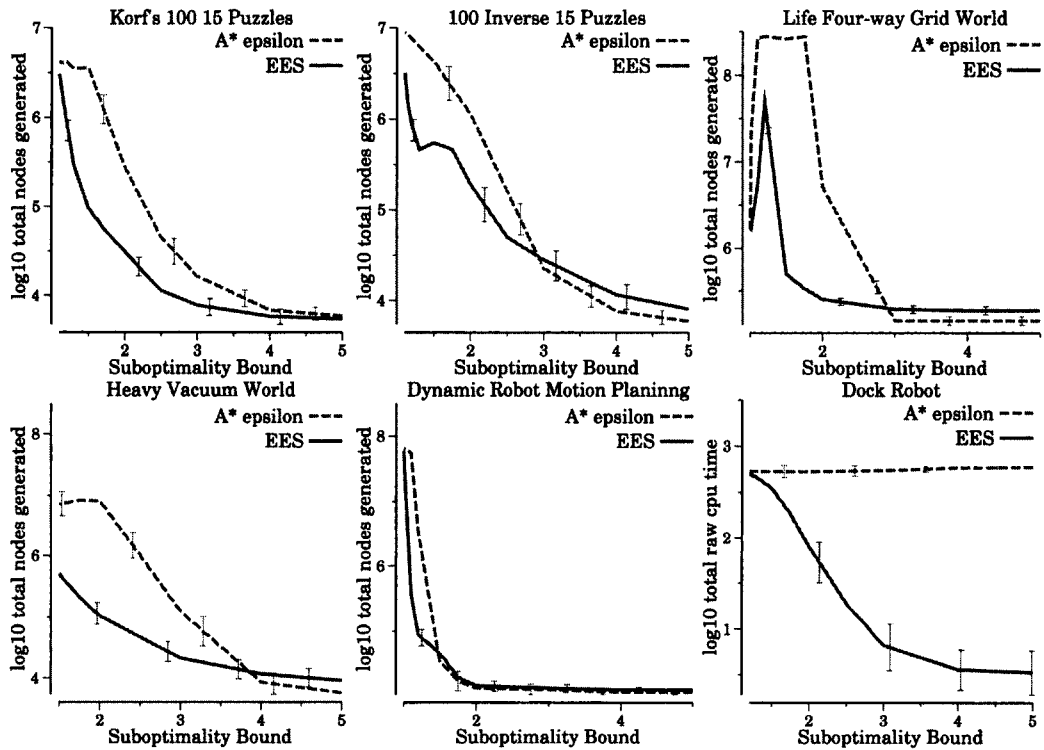 Korf's 100 15 Puzzles
A* epsilon
EES
log10 total nodes generated
7
6
5
4
2
3
4
5
Suboptimality Bound
100 Inverse 15 Puzzles
A* epsilon
EES
log10 total nodes generated
7
6
5
4
2
3
4
5
Suboptimality Bound
Life Four-way Grid World
A* epsilon
EES
log10 total nodes generated
8
7
6
2
4
Suboptimality Bound
Heavy Vacuum World
A* epsilon
EES
log10 total nodes generated
8
6
4
2
3
4
5
Suboptimality Bound
Dynamic Robot Motion Planinng
A* epsilon
EES
log10 total nodes generated
8
2
4
Suboptimality Bound
Dock Robot
A* epsilon
EES
log10 total raw cpu time
3
2
1
2
3
4
5
Suboptimality Bound